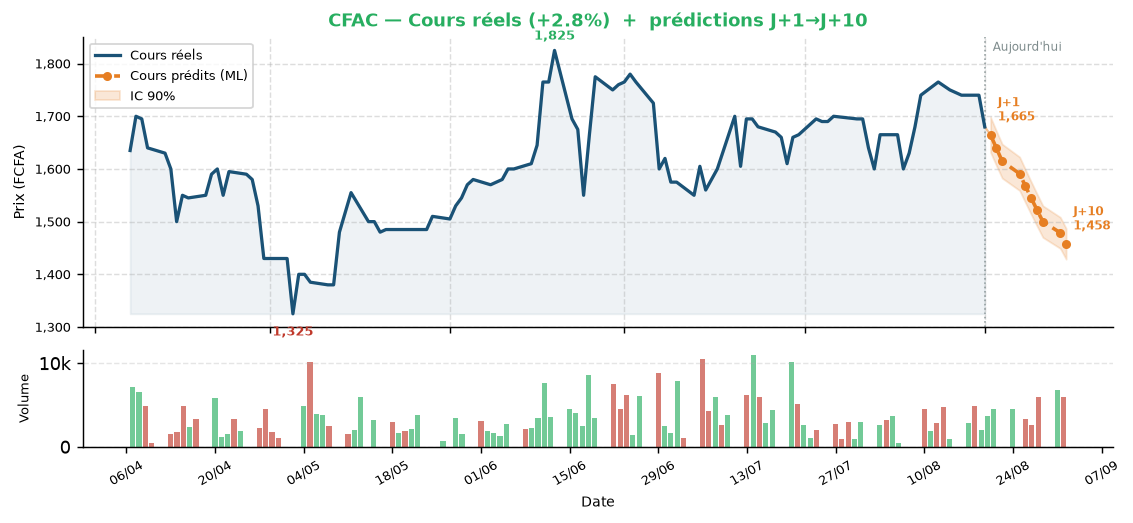 CFAC — Cours réels (+2.8%)  +  prédictions J+1→J+10
1,825
Aujourd'hui
Cours réels
Cours prédits (ML)
IC 90%
J+1
1,665
J+10
1,458
1,325
Prix (FCFA)
1,800
1,700
1,600
1,500
1,400
1,300
Volume
10k
0
06/04
20/04
04/05
18/05
01/06
15/06
29/06
13/07
27/07
10/08
24/08
07/09
Date